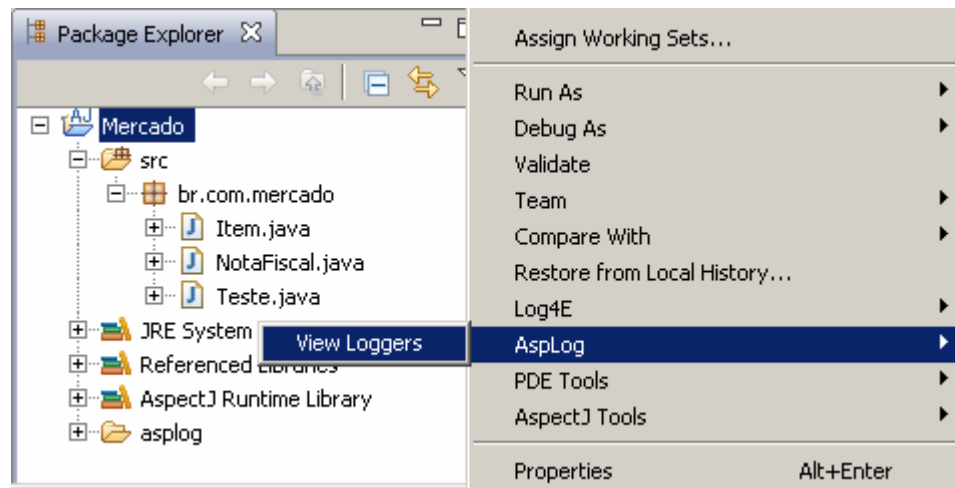 Package Explorer
Mercado
src
br.com.mercado
Item.java
NotaFiscal.java
Teste.java
JRE System
Referenced Libraries
AspectJ Runtime Library
asplog
View Loggers
Assign Working Sets...
Run As
Debug As
Validate
Team
Compare With
Restore from Local History...
Log4E
AspLog
PDE Tools
AspectJ Tools
Properties Alt+Enter